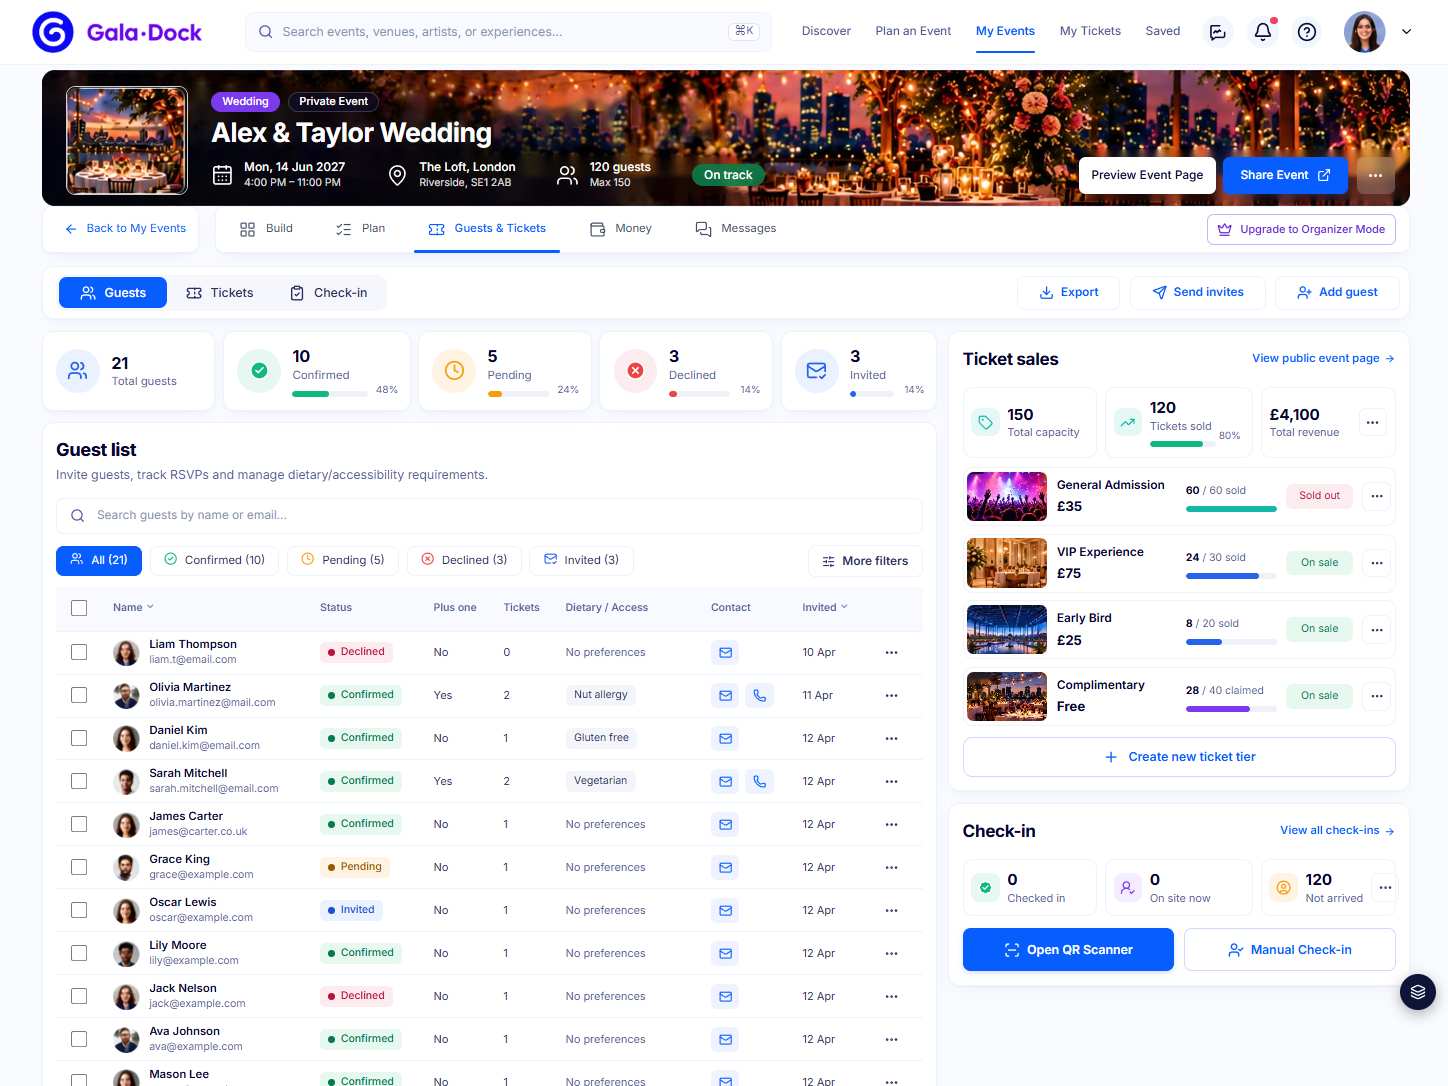 Gala·Dock
Search events, venues, artists, or experiences...
⌘K
Discover
Plan an Event
My Events
My Tickets
Saved
Wedding
Private Event
Alex & Taylor Wedding
Mon, 14 Jun 2027
4:00 PM – 11:00 PM
The Loft, London
Riverside, SE1 2AB
120 guests
Max 150
On track
Preview Event Page
Share Event
Back to My Events
Build
Plan
Guests & Tickets
Money
Messages
Upgrade to Organizer Mode
Guests
Tickets
Check-in
Export
Send invites
Add guest
21
Total guests
10
Confirmed
48%
5
Pending
24%
3
Declined
14%
3
Invited
14%
Guest list
Invite guests, track RSVPs and manage dietary/accessibility requirements.
Search guests by name or email...
All (21)
Confirmed (10)
Pending (5)
Declined (3)
Invited (3)
More filters
Name Status Plus one Tickets Dietary / Access Contact Invited
Liam Thompson
liam.t@email.com
Declined No 0 No preferences 10 Apr
Olivia Martinez
olivia.martinez@mail.com
Confirmed Yes 2 Nut allergy 11 Apr
Daniel Kim
daniel.kim@email.com
Confirmed No 1 Gluten free 12 Apr
Sarah Mitchell
sarah.mitchell@email.com
Confirmed Yes 2 Vegetarian 12 Apr
James Carter
james@carter.co.uk
Confirmed No 1 No preferences 12 Apr
Grace King
grace@example.com
Pending No 1 No preferences 12 Apr
Oscar Lewis
oscar@example.com
Invited No 1 No preferences 12 Apr
Lily Moore
lily@example.com
Confirmed No 1 No preferences 12 Apr
Jack Nelson
jack@example.com
Declined No 1 No preferences 12 Apr
Ava Johnson
ava@example.com
Confirmed No 1 No preferences 12 Apr
Mason Lee
Confirmed No 1 No preferences 12 Apr
Ticket sales
View public event page
150
Total capacity
120
Tickets sold
80%
£4,100
Total revenue
General Admission
£35
60 / 60 sold
Sold out
VIP Experience
£75
24 / 30 sold
On sale
Early Bird
£25
8 / 20 sold
On sale
Complimentary
Free
28 / 40 claimed
On sale
Create new ticket tier
Check-in
View all check-ins
0
Checked in
0
On site now
120
Not arrived
Open QR Scanner
Manual Check-in